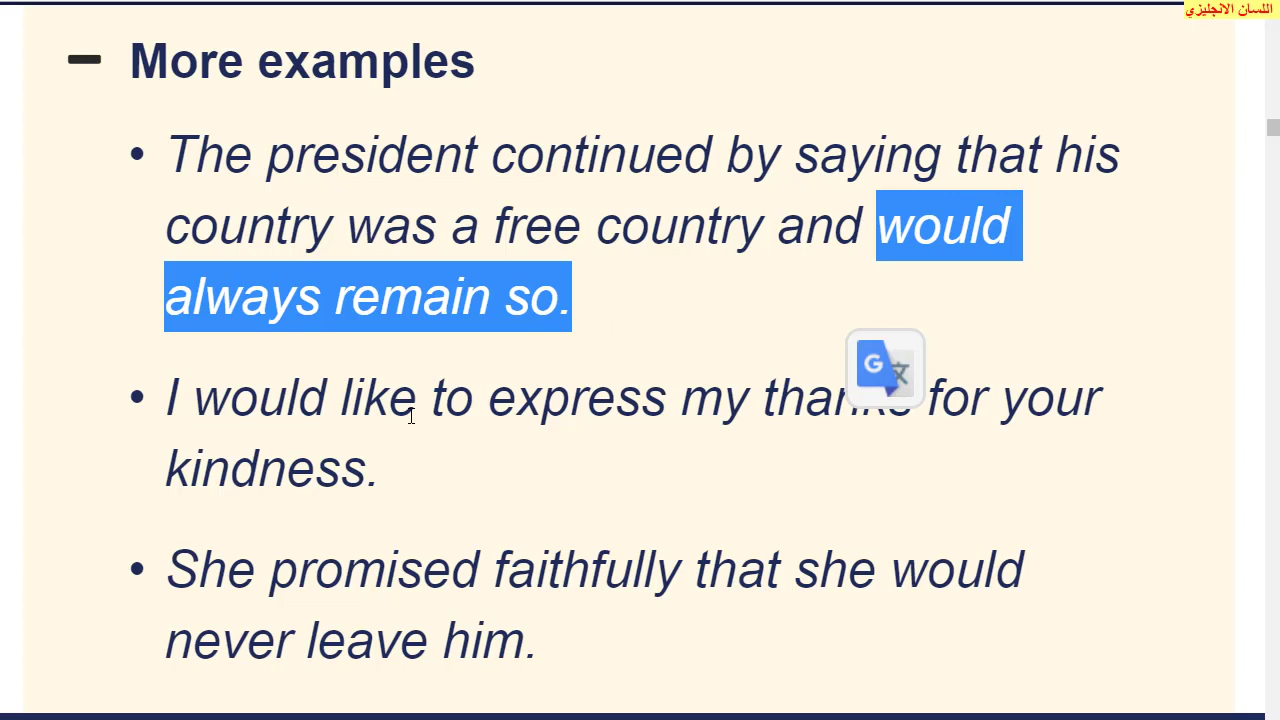 اللسان الانجليزي
More examples
• The president continued by saying that his
country was a free country and would
always remain so.
• I would like to express my thanks for your
kindness.
• She promised faithfully that she would
never leave him.